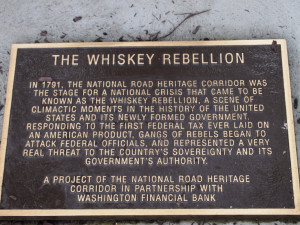 THE WHISKEY REBELLION
IN 1791, THE NATIONAL ROAD HERITAGE CORRIDOR WAS
THE STAGE FOR A NATIONAL CRISIS THAT CAME TO BE
KNOWN AS THE WHISKEY REBELLION, A SCENE OF
CLIMACTIC MOMENTS IN THE HISTORY OF THE UNITED
STATES AND ITS NEWLY FORMED GOVERNMENT.
RESPONDING TO THE FIRST FEDERAL TAX EVER LAID ON
AN AMERICAN PRODUCT, GANGS OF REBELS BEGAN TO
ATTACK FEDERAL OFFICIALS, AND REPRESENTED A VERY
REAL THREAT TO THE COUNTRY'S SOVEREIGNTY AND ITS
GOVERNMENT'S AUTHORITY.
A PROJECT OF THE NATIONAL ROAD HERITAGE
CORRIDOR IN PARTNERSHIP WITH
WASHINGTON FINANCIAL BANK